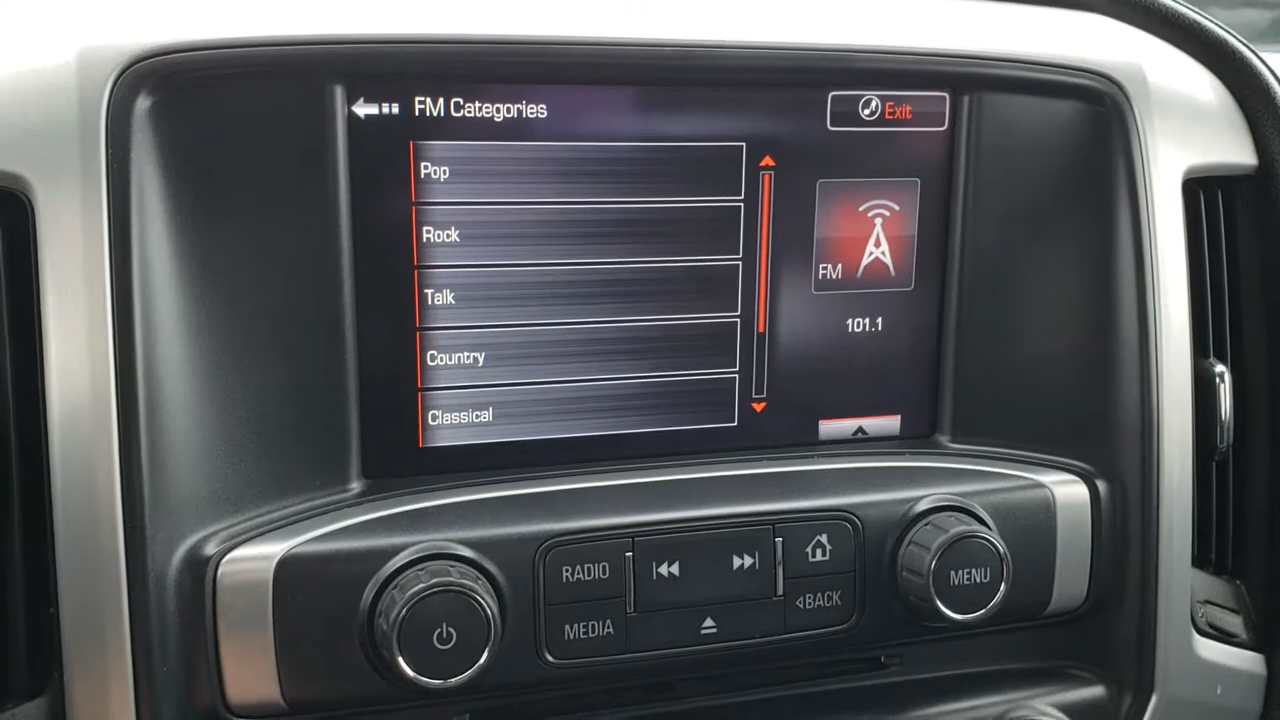 FM Categories
Exit
Pop
Rock
Talk
Country
Classical
FM
101.1
RADIO
MEDIA
BACK
MENU